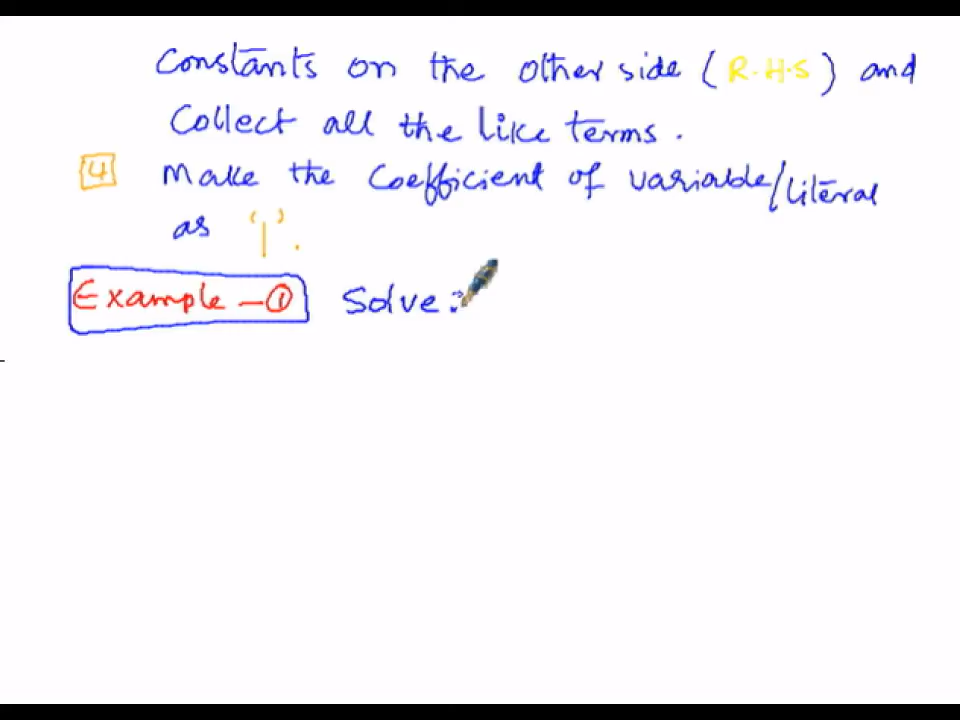 Constants on the other side (R.H.S) and
Collect all the like terms.
4 Make the Coefficient of variable/literal
as '1'.
Example -① Solve: